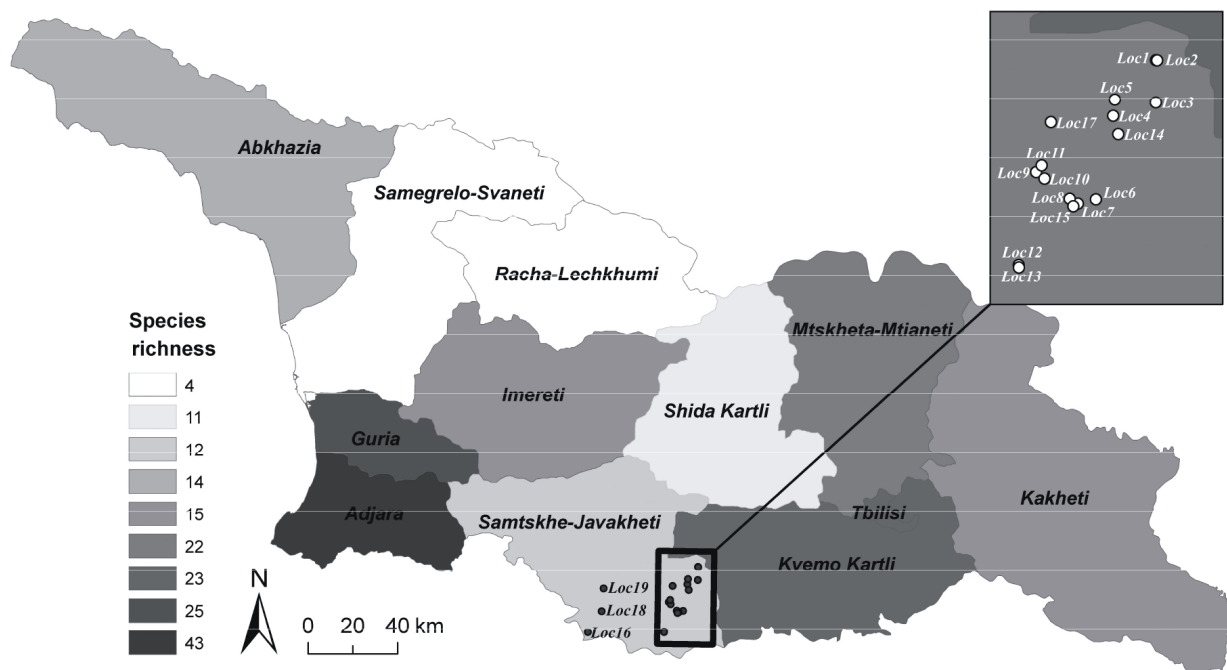 Loc1 Loc2
Loc5
Loc3
Loc4
Loc17
Loc14
Loc11
Loc9
Loc10
Loc8
Loc6
Loc15
Loc7
Loc12
Loc13
Abkhazia
Samegrelo-Svaneti
Racha-Lechkhumi
Mtskheta-Mtianeti
Imereti
Shida Kartli
Guria
Adjara
Samtskhe-Javakheti
Tbilisi
Kakheti
Kvemo Kartli
Loc19
Loc18
Loc16
Species
richness
4
11
12
14
15
22
23
25
43
N
0 20 40 km